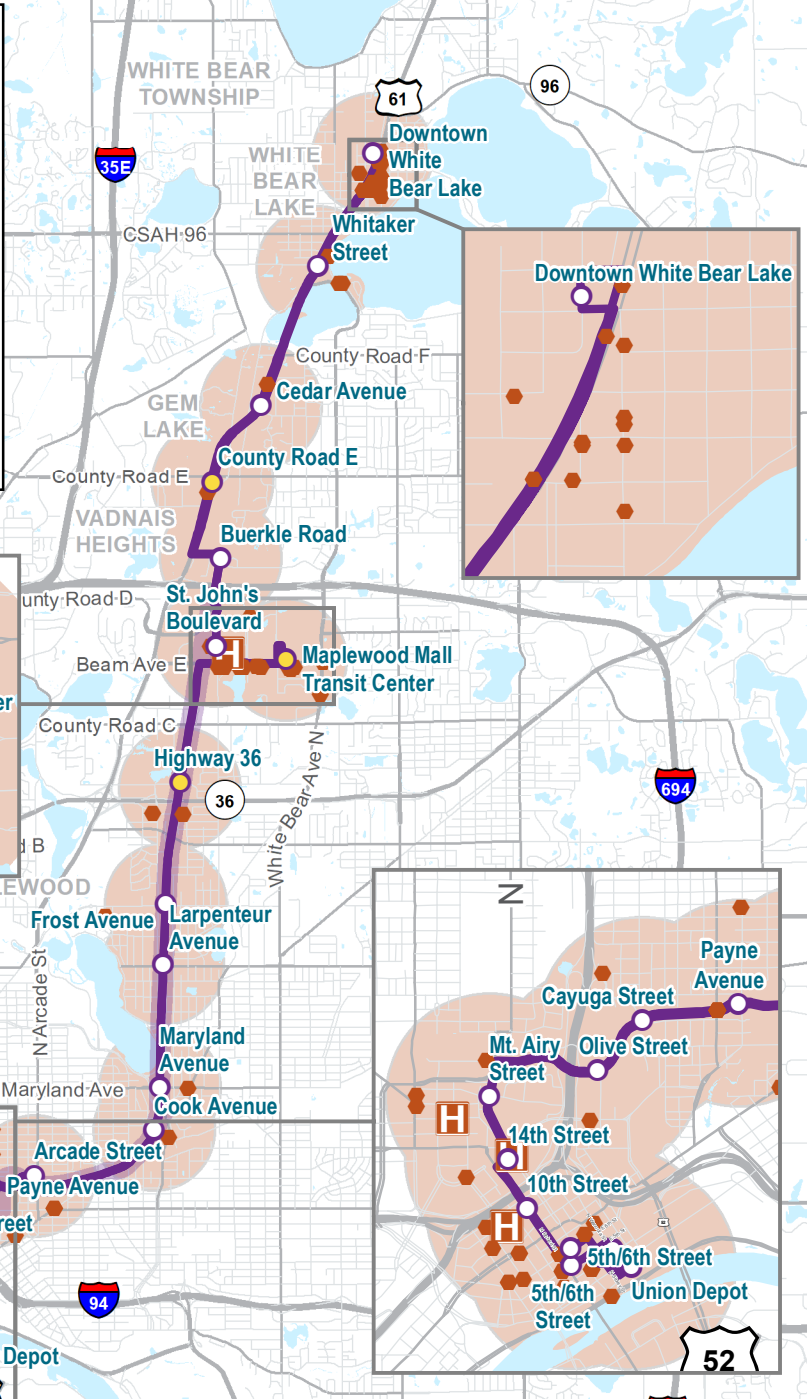 WHITE BEAR
TOWNSHIP
61
96
35E
Downtown
White
Bear Lake
WHITE
BEAR
LAKE
Whitaker
Street
CSAH 96
Downtown White Bear Lake
County Road F
Cedar Avenue
GEM
LAKE
County Road E
County Road E
VADNAIS
HEIGHTS
Buerkle Road
unty Road D
St. John's
Boulevard
H
Beam Ave E
Maplewood Mall
Transit Center
er
County Road C
Highway 36
36
694
White Bear Ave N
d B
LEWOOD
Frost Avenue
Larpenteur
Avenue
N Arcade St
Maryland
Avenue
Maryland Ave
Cook Avenue
Arcade Street
Payne Avenue
reet
94
Depot
Z
Payne
Avenue
Cayuga Street
Mt. Airy
Street
Olive Street
H
14th Street
10th Street
H
5th/6th Street
5th/6th
Street
Union Depot
52